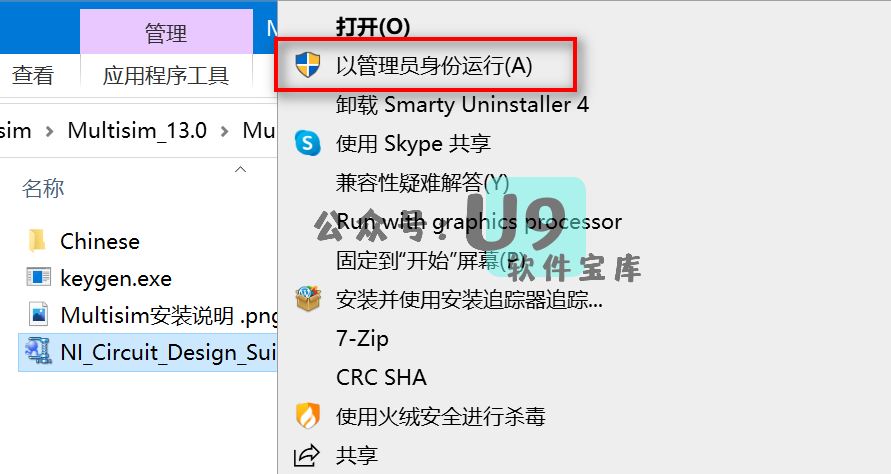 管理
M
查看
应用程序工具
sim › Multisim_13.0 › Mu
名称
Chinese
keygen.exe
Multisim安装说明 .png
NI_Circuit_Design_Sui
打开(O)
以管理员身份运行(A)
卸载 Smarty Uninstaller 4
使用 Skype 共享
兼容性疑难解答(Y)
Run with graphics processor
固定到“开始”屏幕(P)
安装并使用安装追踪器追踪...
7-Zip
CRC SHA
使用火绒安全进行杀毒
共享
公众号：U9
软件宝库